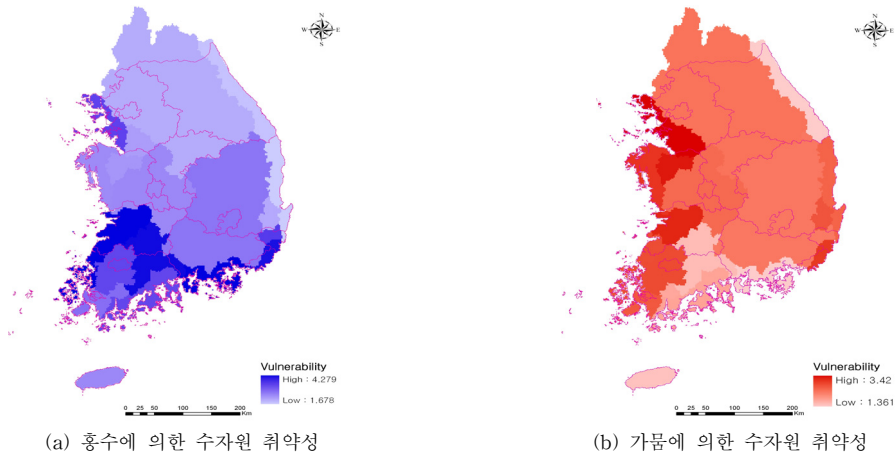 N
W E
S
N
W E
S
Vulnerability
High : 4.279
Low : 1.678
0 25 50 100 150 200
Km
Vulnerability
High : 3.42
Low : 1.361
0 25 50 100 150 200
Km
(a) 홍수에 의한 수자원 취약성
(b) 가뭄에 의한 수자원 취약성